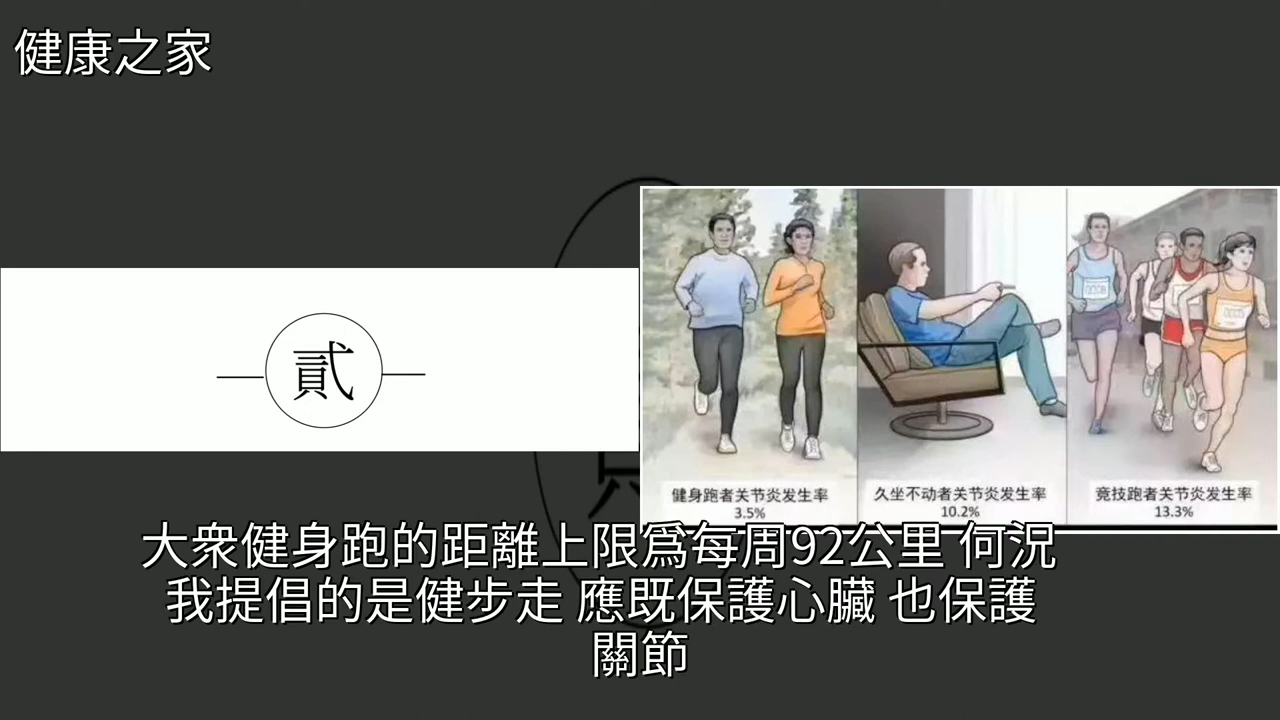 健康之家
貳
健身跑者关节炎发生率
3.5%
久坐不动者关节炎发生率
10.2%
竞技跑者关节炎发生率
13.3%
大衆健身跑的距離上限爲每周92公里 何況
我提倡的是健步走 應既保護心臟 也保護
關節